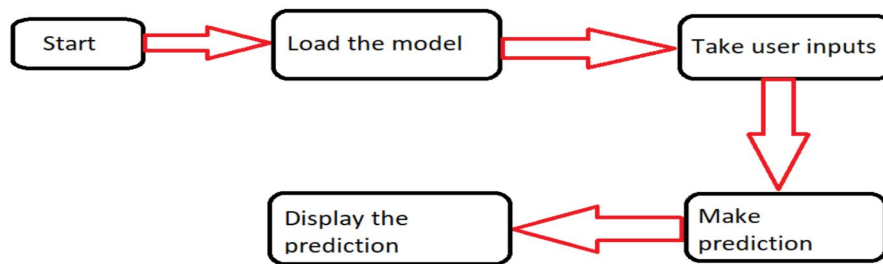 Start
Load the model
Take user inputs
Make
prediction
Display the
prediction